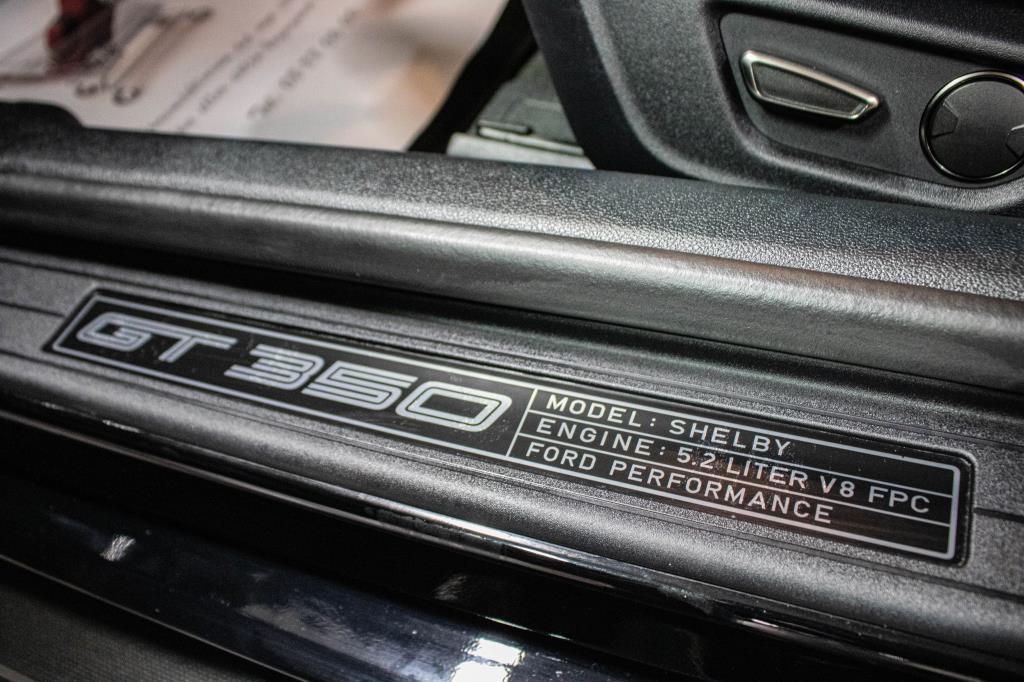 GT350
MODEL: SHELBY
ENGINE: 5.2 LITER V8 FPC
FORD PERFORMANCE